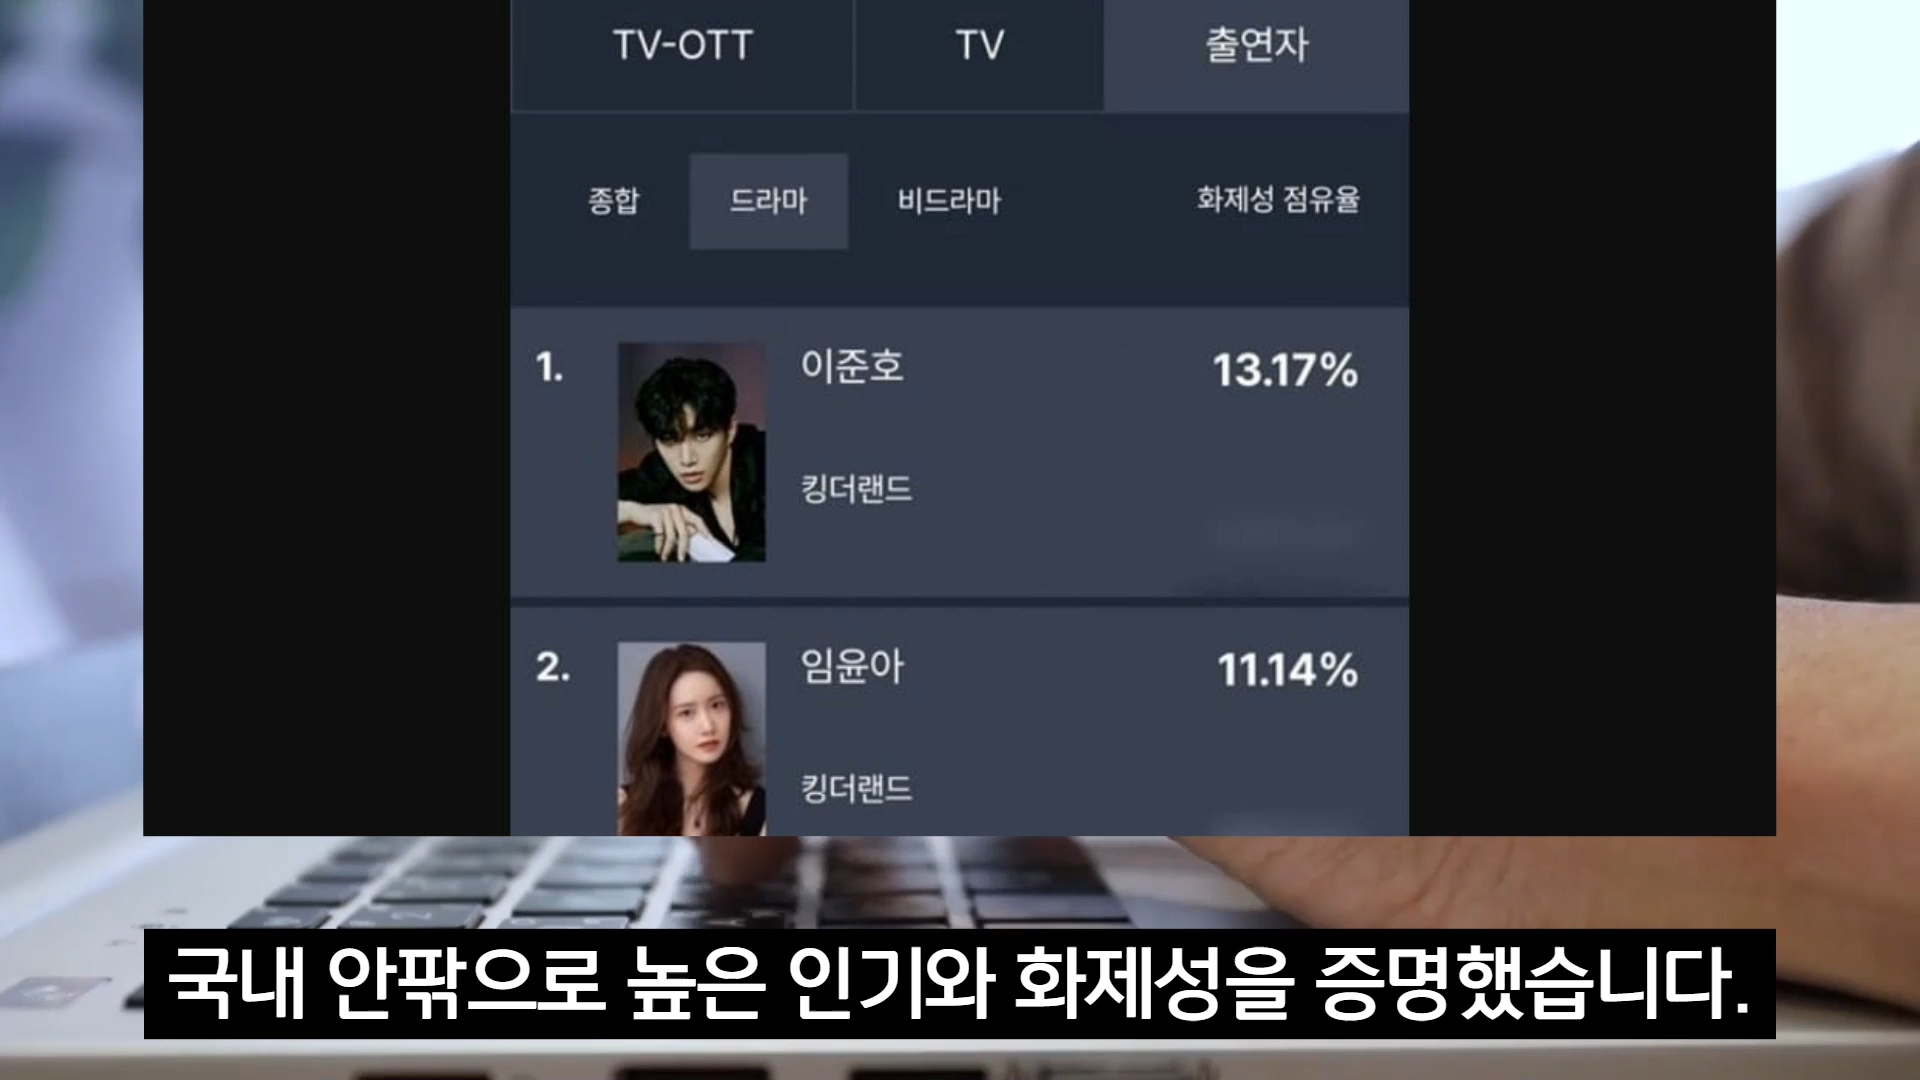 TV-OTT TV 출연자
종합 드라마 비드라마 화제성 점유율
1. 이준호 13.17%
킹더랜드
2. 임윤아 11.14%
킹더랜드
국내 안팎으로 높은 인기와 화제성을 증명했습니다.